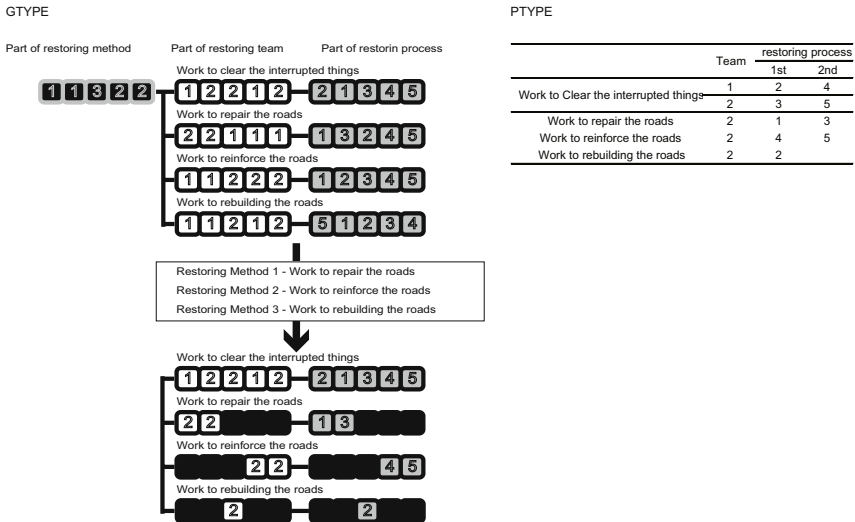 GTYPE
Part of restoring method Part of restoring team Part of restorin process
Work to clear the interrupted things
1 1 3 2 2 1 2 2 1 2 2 1 3 4 5
Work to repair the roads
2 2 1 1 1 1 3 2 4 5
Work to reinforce the roads
1 1 2 2 2 1 2 3 4 5
Work to rebuilding the roads
1 1 2 1 2 5 1 2 3 4
Restoring Method 1 - Work to repair the roads
Restoring Method 2 - Work to reinforce the roads
Restoring Method 3 - Work to rebuilding the roads
Work to clear the interrupted things
1 2 2 1 2 2 1 3 4 5
Work to repair the roads
2 2 1 3
Work to reinforce the roads
2 2 4 5
Work to rebuilding the roads
2 2
PTYPE
Team restoring process
1st 2nd
Work to Clear the interrupted things 1 2 4
2 3 5
Work to repair the roads 2 1 3
Work to reinforce the roads 2 4 5
Work to rebuilding the roads 2 2